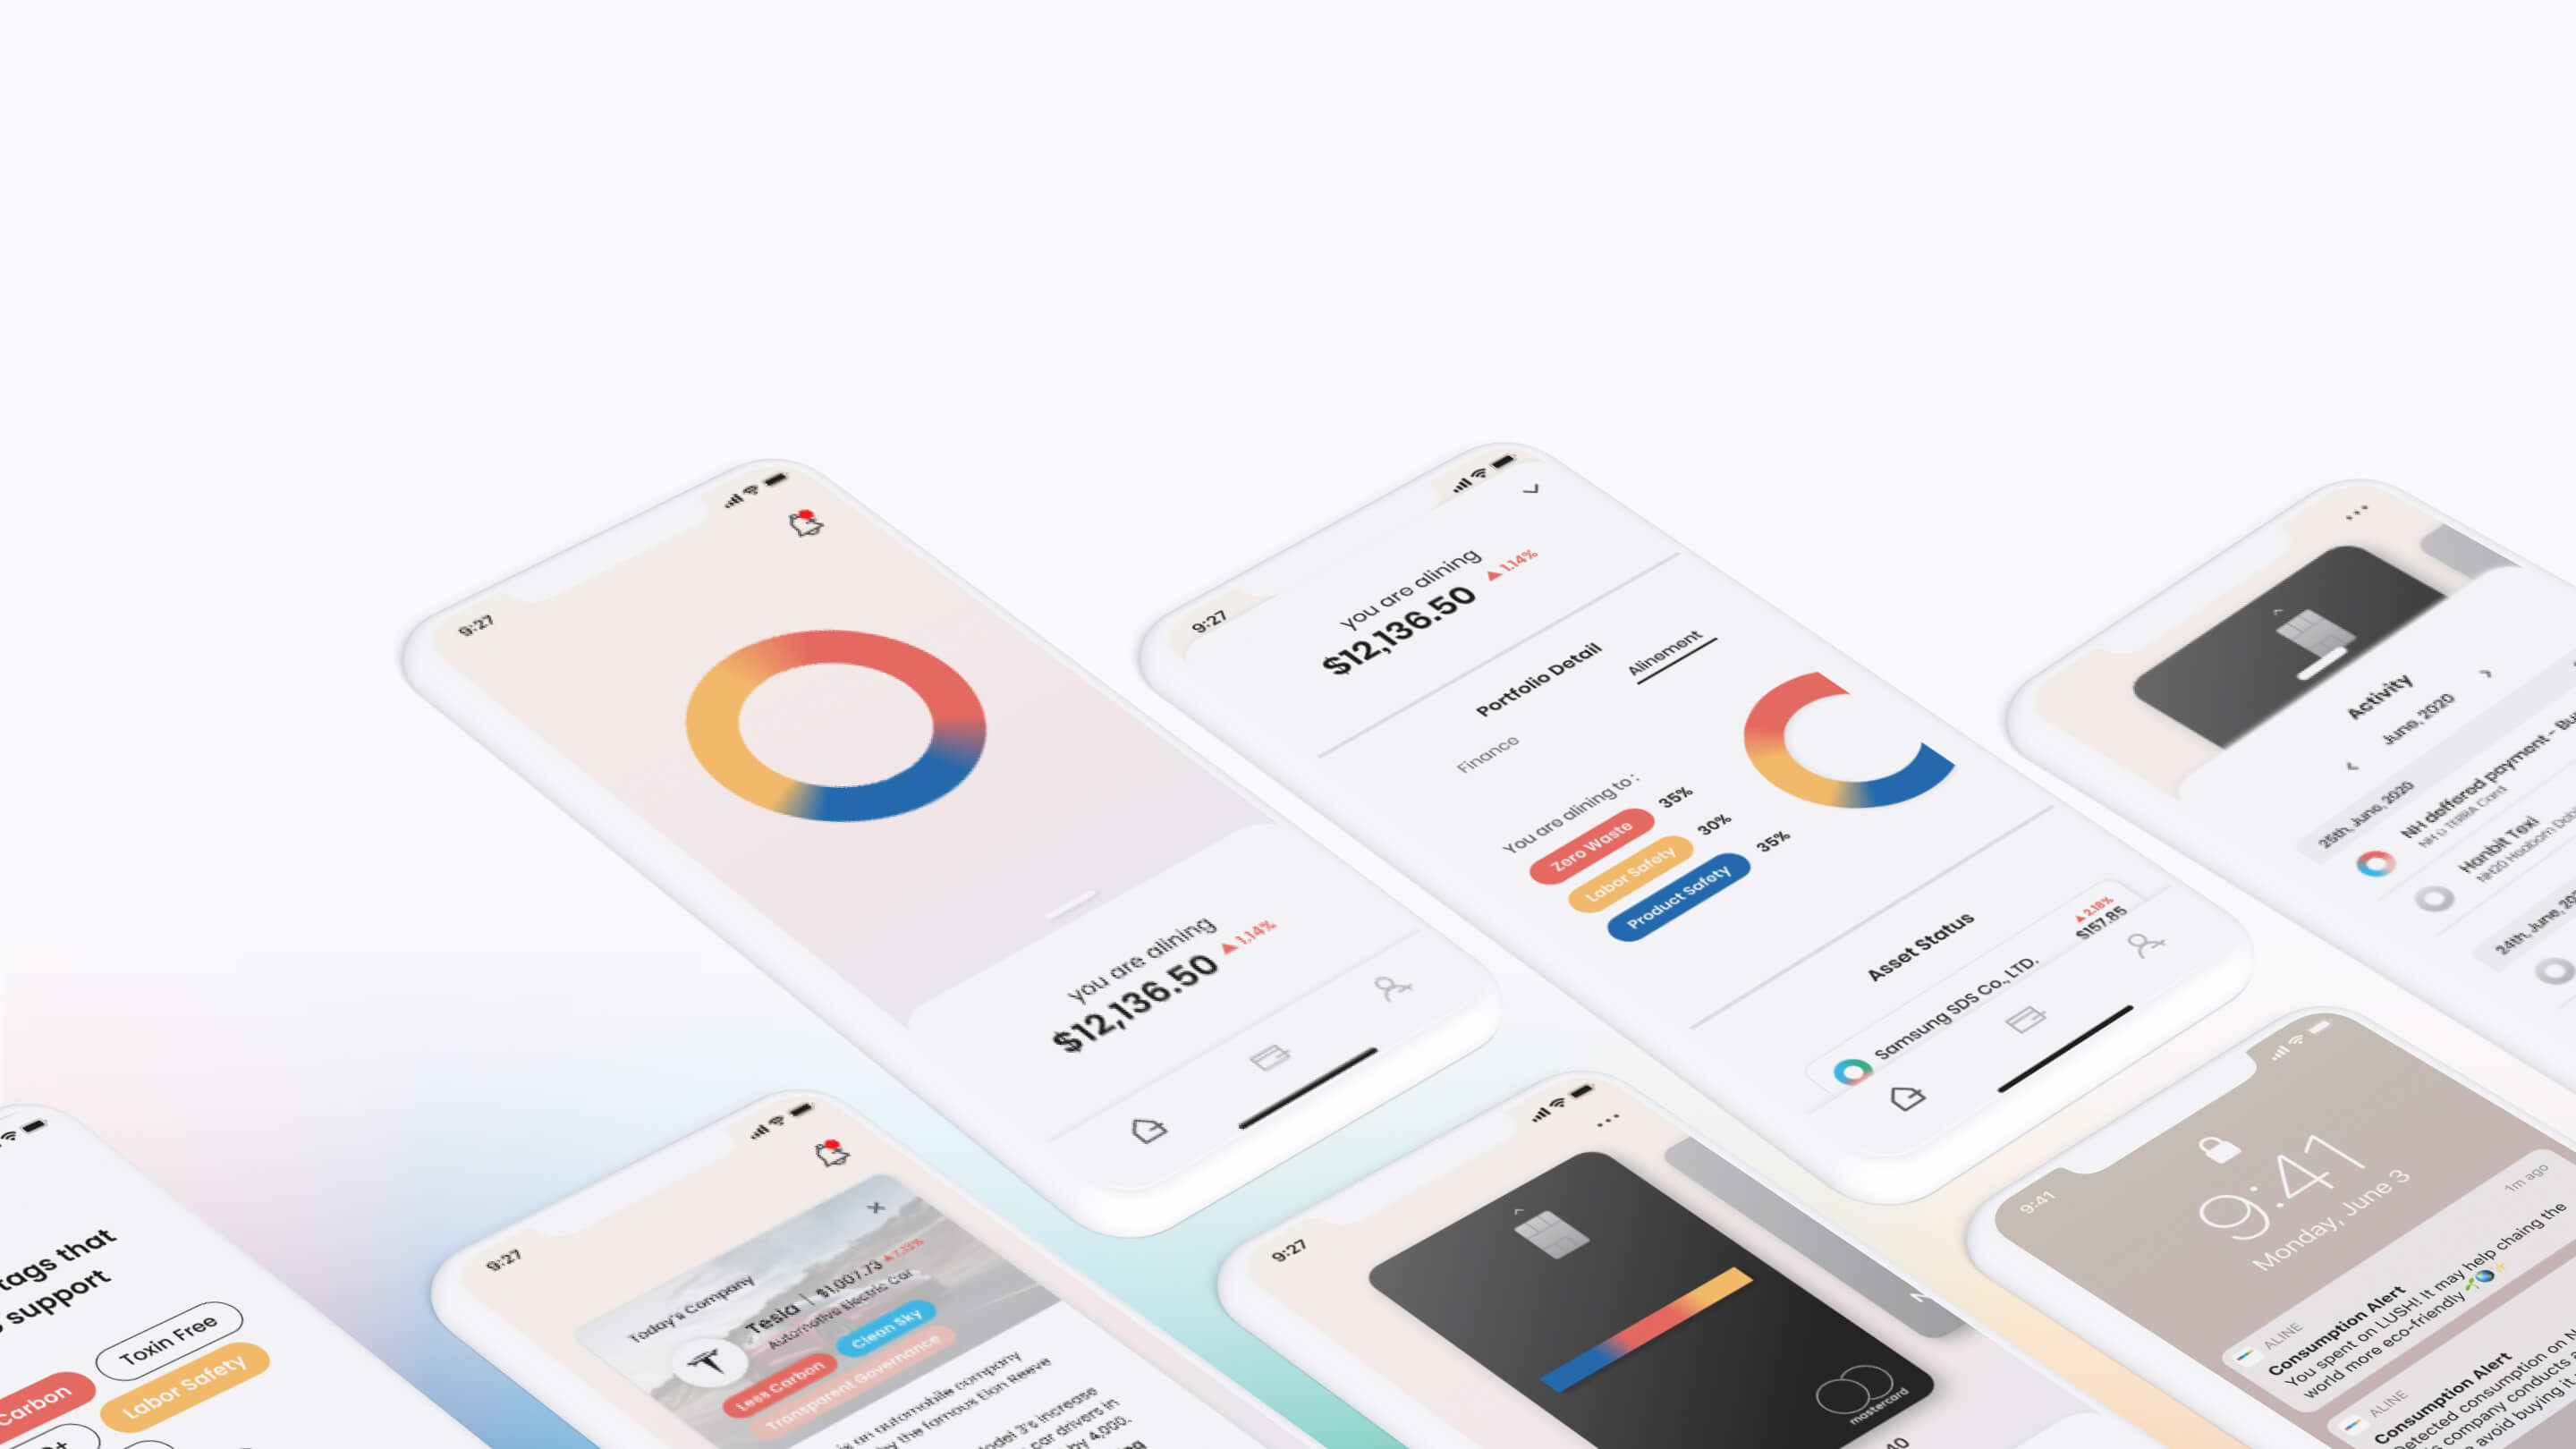 9:27
you are alining
$12,136.50 ▲1.14%
9:27
you are alining
$12,136.50 ▲1.14%
Portfolio Detail
Finance
Alinement
You are alining to :
Zero Waste 35%
Labor Safety 30%
Product Safety 35%
Asset Status
Samsung SDS Co., LTD.
▲2.18%
$157.85
Activity
June, 2020
25th, June, 2020
NH deffered payment -
NH TERRA Card
Hanbit Texi
NH20 Haobom
24th, June,
tags that
support
Toxin Free
Carbon
Labor Safety
9:27
Today's Company
Tesla | $1,007.73 ▲7.13%
Automotive Electric Car
Less Carbon
Clean Sky
Transparent Governance
is an automobile company
by the famous Elon Reeve
odel 3's increase
car drivers in
by 4,000.
9:27
mastercard
9:41
9:41
Monday, June 3
ALINE
1m ago
Consumption Alert
You spent on LUSH! It may help chaing the
world more eco-friendly 🌱🌏✨
ALINE
Consumption Alert
Detected consumption on
company conducts
avoid buying it